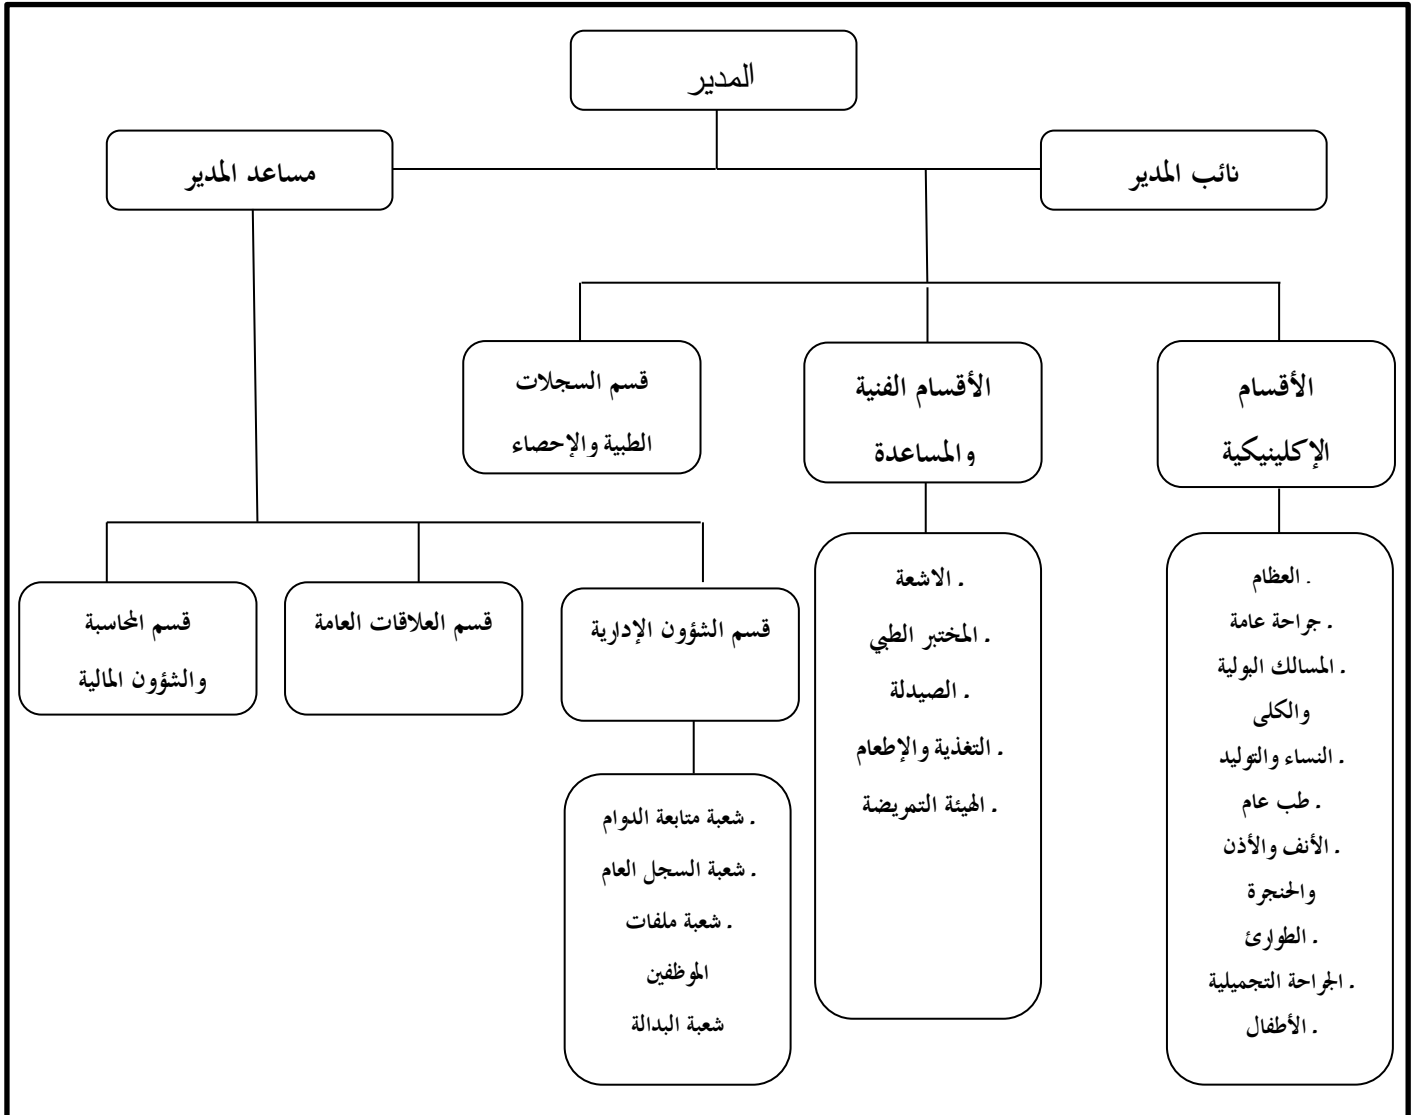 المدير
نائب المدير
مساعد المدير
الأقسام
الإكلينيكية
الأقسام الفنية
والمساعدة
قسم السجلات
الطبية والإحصاء
. العظام
. جراحة عامة
. المسالك البولية
والكلى
. النساء والتوليد
. طب عام
. الأنف والأذن
والحنجرة
. الطوارئ
. الجراحة التجميلية
. الأطفال
. الاشعة
. المختبر الطبي
. الصيدلة
. التغذية والإطعام
. الهيئة التمريضة
قسم الشؤون الإدارية
قسم العلاقات العامة
قسم المحاسبة
والشؤون المالية
. شعبة متابعة الدوام
. شعبة السجل العام
. شعبة ملفات
الموظفين
شعبة البدالة